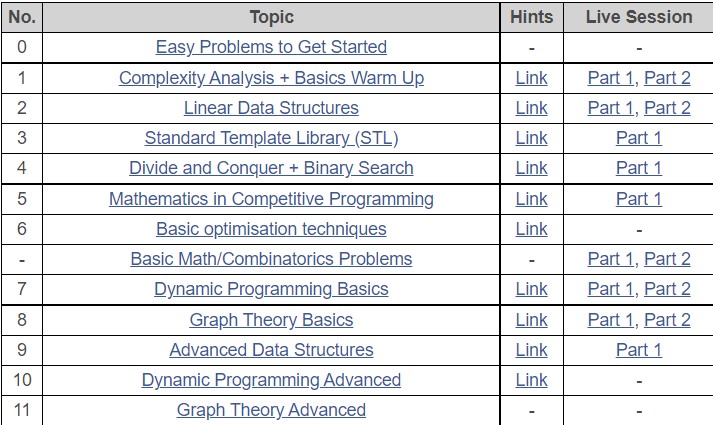 No. Topic Hints Live Session
0 Easy Problems to Get Started - -
1 Complexity Analysis + Basics Warm Up Link Part 1, Part 2
2 Linear Data Structures Link Part 1, Part 2
3 Standard Template Library (STL) Link Part 1
4 Divide and Conquer + Binary Search Link Part 1
5 Mathematics in Competitive Programming Link Part 1
6 Basic optimisation techniques Link -
- Basic Math/Combinatorics Problems - Part 1, Part 2
7 Dynamic Programming Basics Link Part 1, Part 2
8 Graph Theory Basics Link Part 1, Part 2
9 Advanced Data Structures Link Part 1
10 Dynamic Programming Advanced Link -
11 Graph Theory Advanced - -